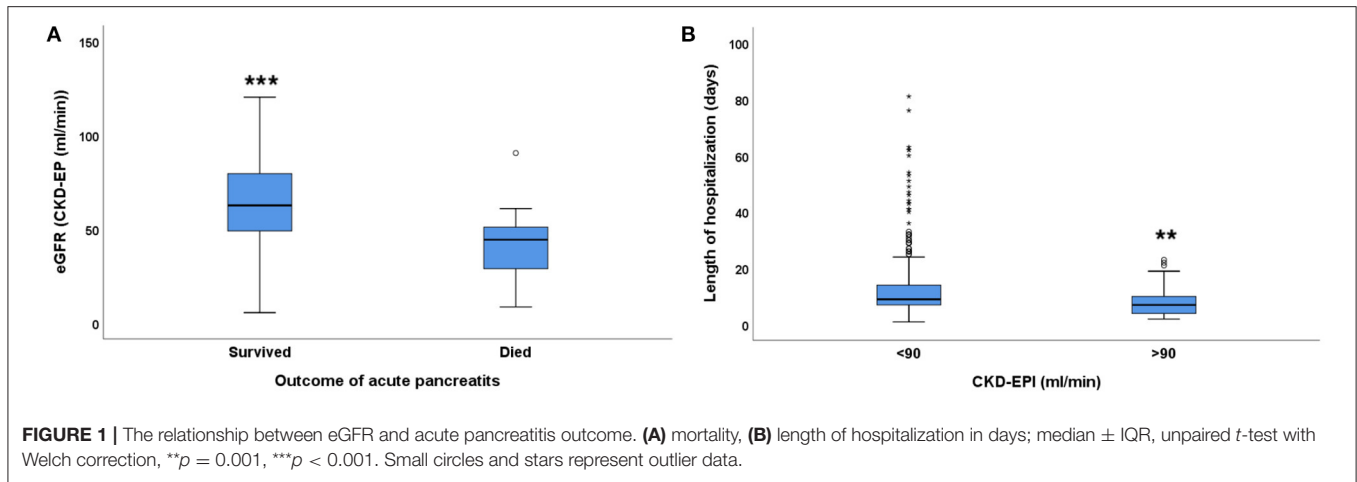 A
B
150
100
50
0
eGFR (CKD-EP (ml/min))
***
Survived
Died
Outcome of acute pancreatits
100
80
60
40
20
0
Length of hospitalization (days)
**
<90
>90
CKD-EPI (ml/min)
FIGURE 1 | The relationship between eGFR and acute pancreatitis outcome. (A) mortality, (B) length of hospitalization in days; median ± IQR, unpaired t-test with
Welch correction, **p = 0.001, ***p < 0.001. Small circles and stars represent outlier data.